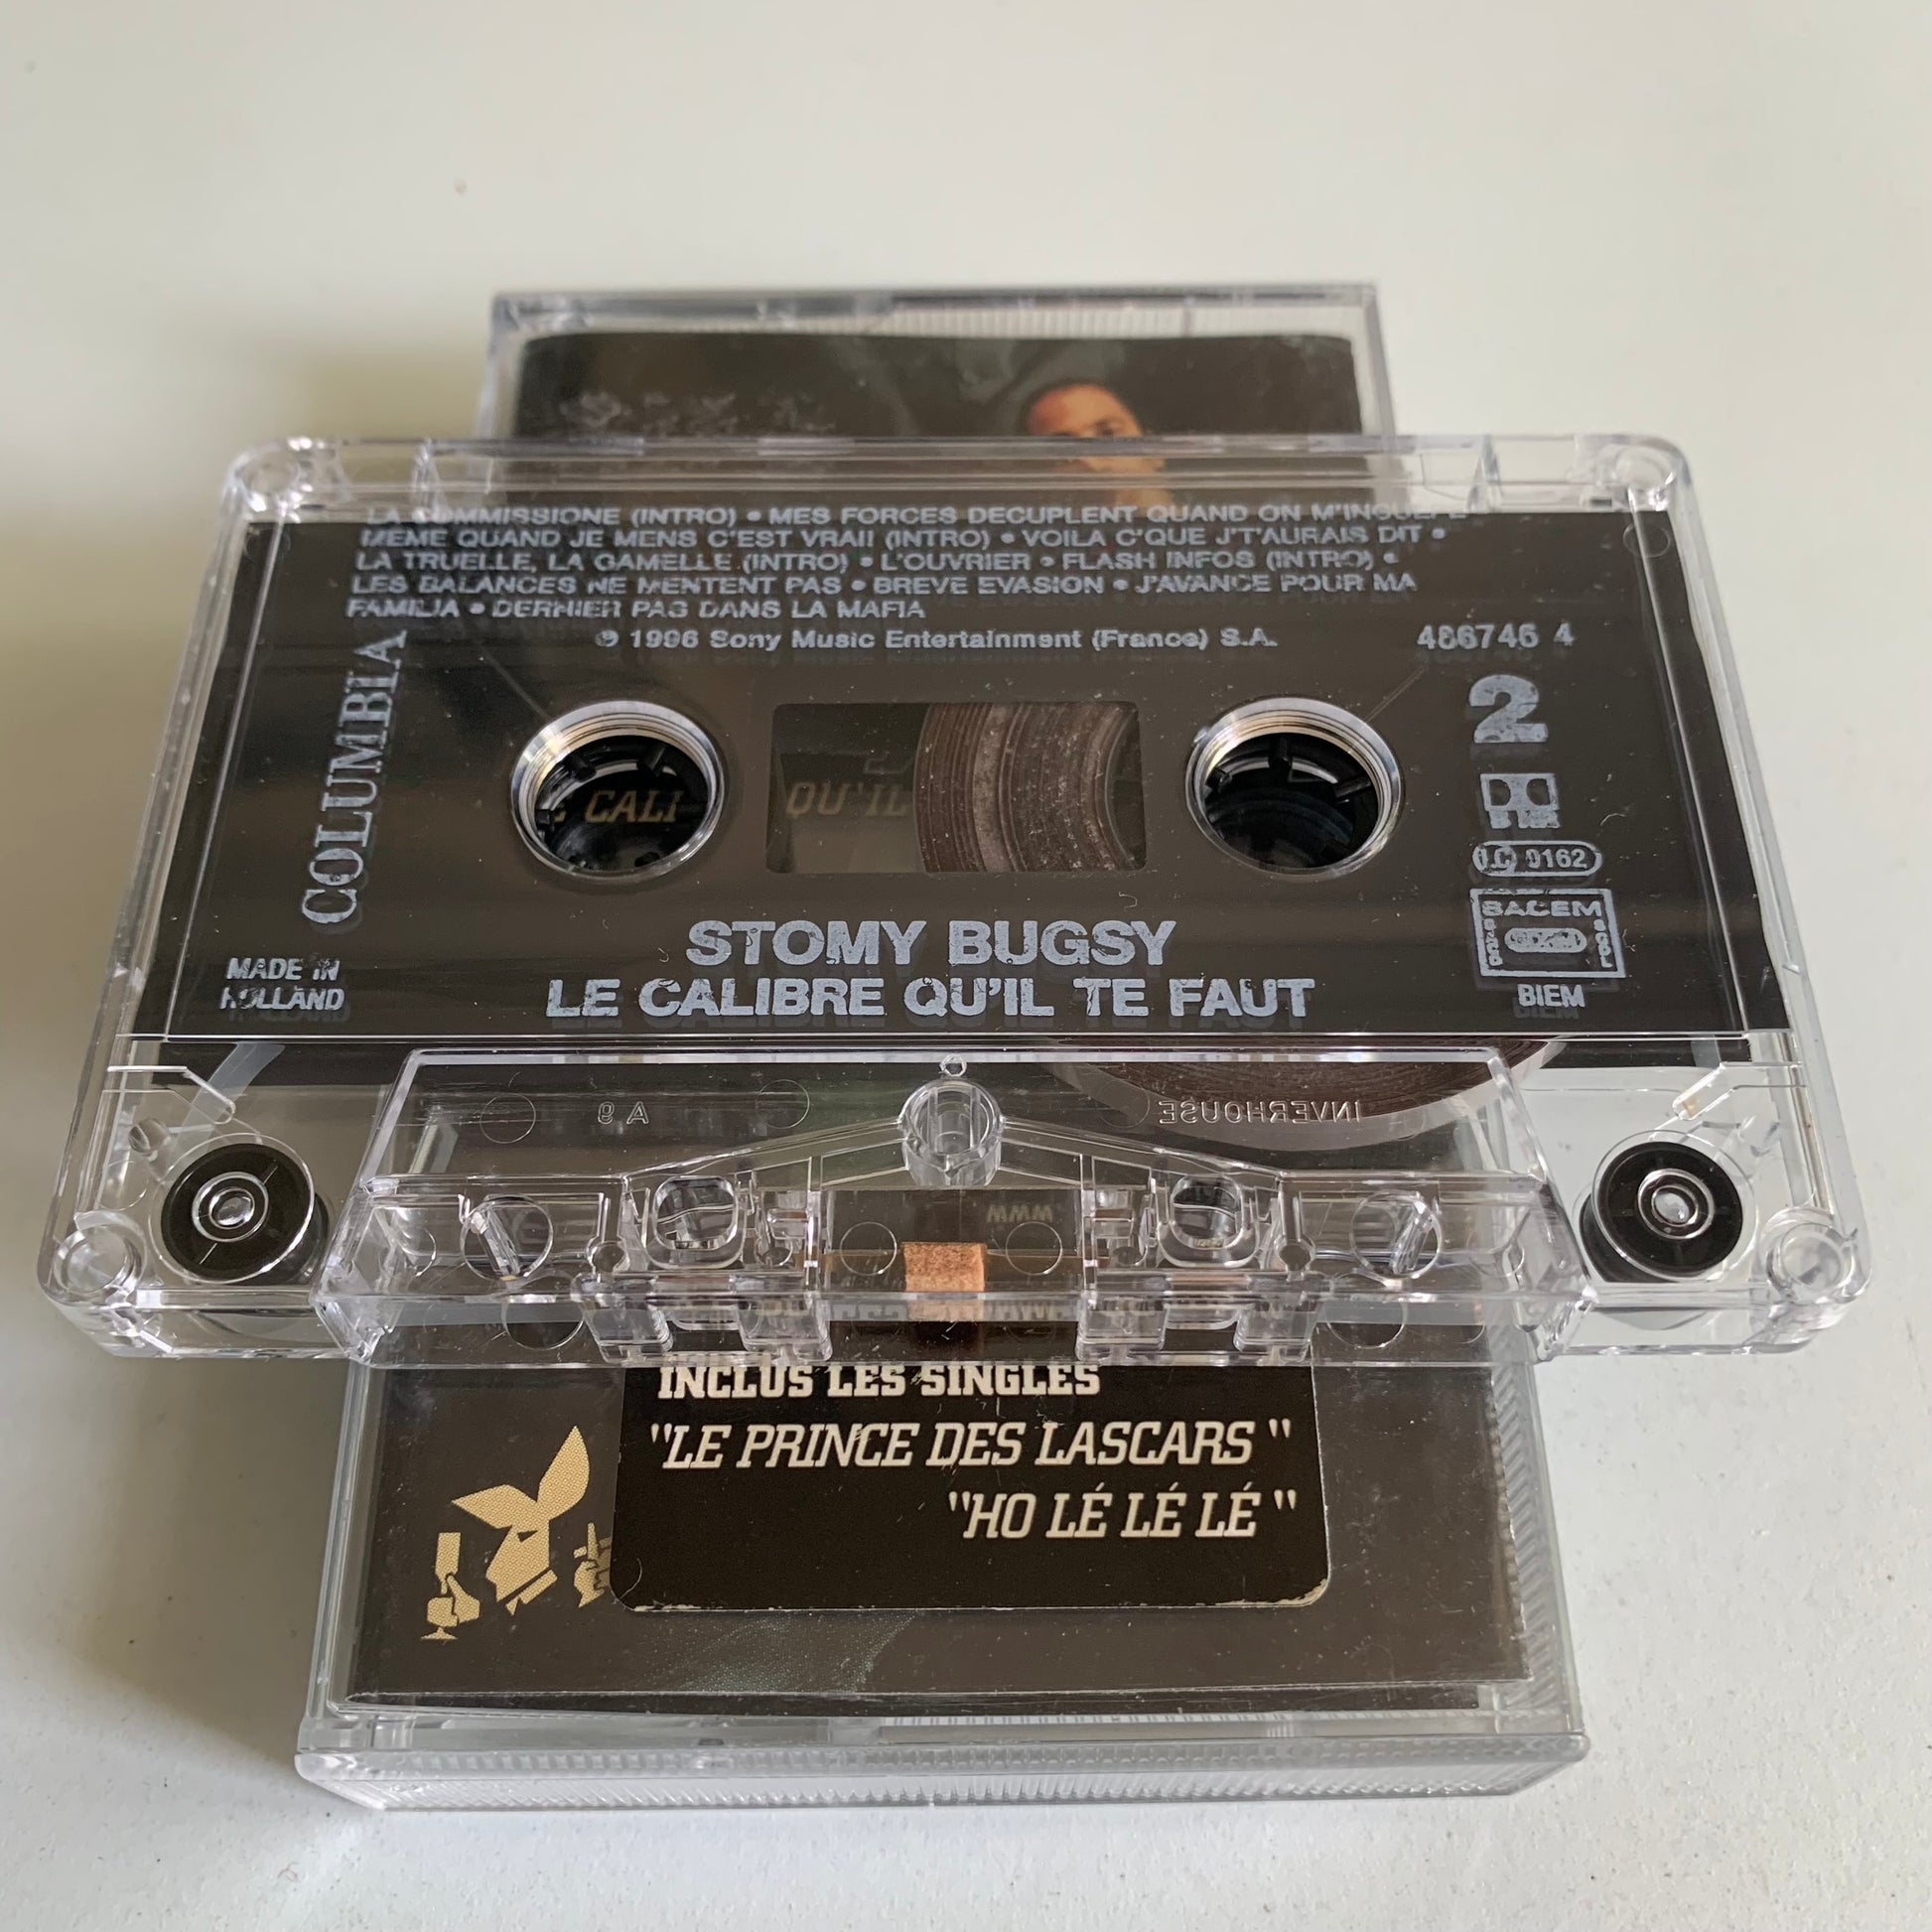 LA COMMISSIONE (INTRO) • MES FORCES DECUPLENT QUAND ON M'INCULPE
MEME QUAND JE MENS C'EST VRAI! (INTRO) • VOILA C'QUE J'T'AURAIS DIT •
LA TRUELLE, LA GAMELLE (INTRO) • L'OUVRIER • FLASH INFOS (INTRO) •
LES BALANCES NE MENTENT PAS • BREVE EVASION • J'AVANCE POUR MA
FAMILIA • DERNIER PAS DANS LA MAFIA
℗ 1996 Sony Music Entertainment (France) S.A.
486746 4
COLUMBIA
2
E CALI
QU'IL
LC 0162
SACEM
BIEM
MADE IN
HOLLAND
STOMY BUGSY
LE CALIBRE QU'IL TE FAUT
A 9
INVERHOUSE
INCLUS LES SINGLES
"LE PRINCE DES LASCARS "
"HO LÉ LÉ LÉ "